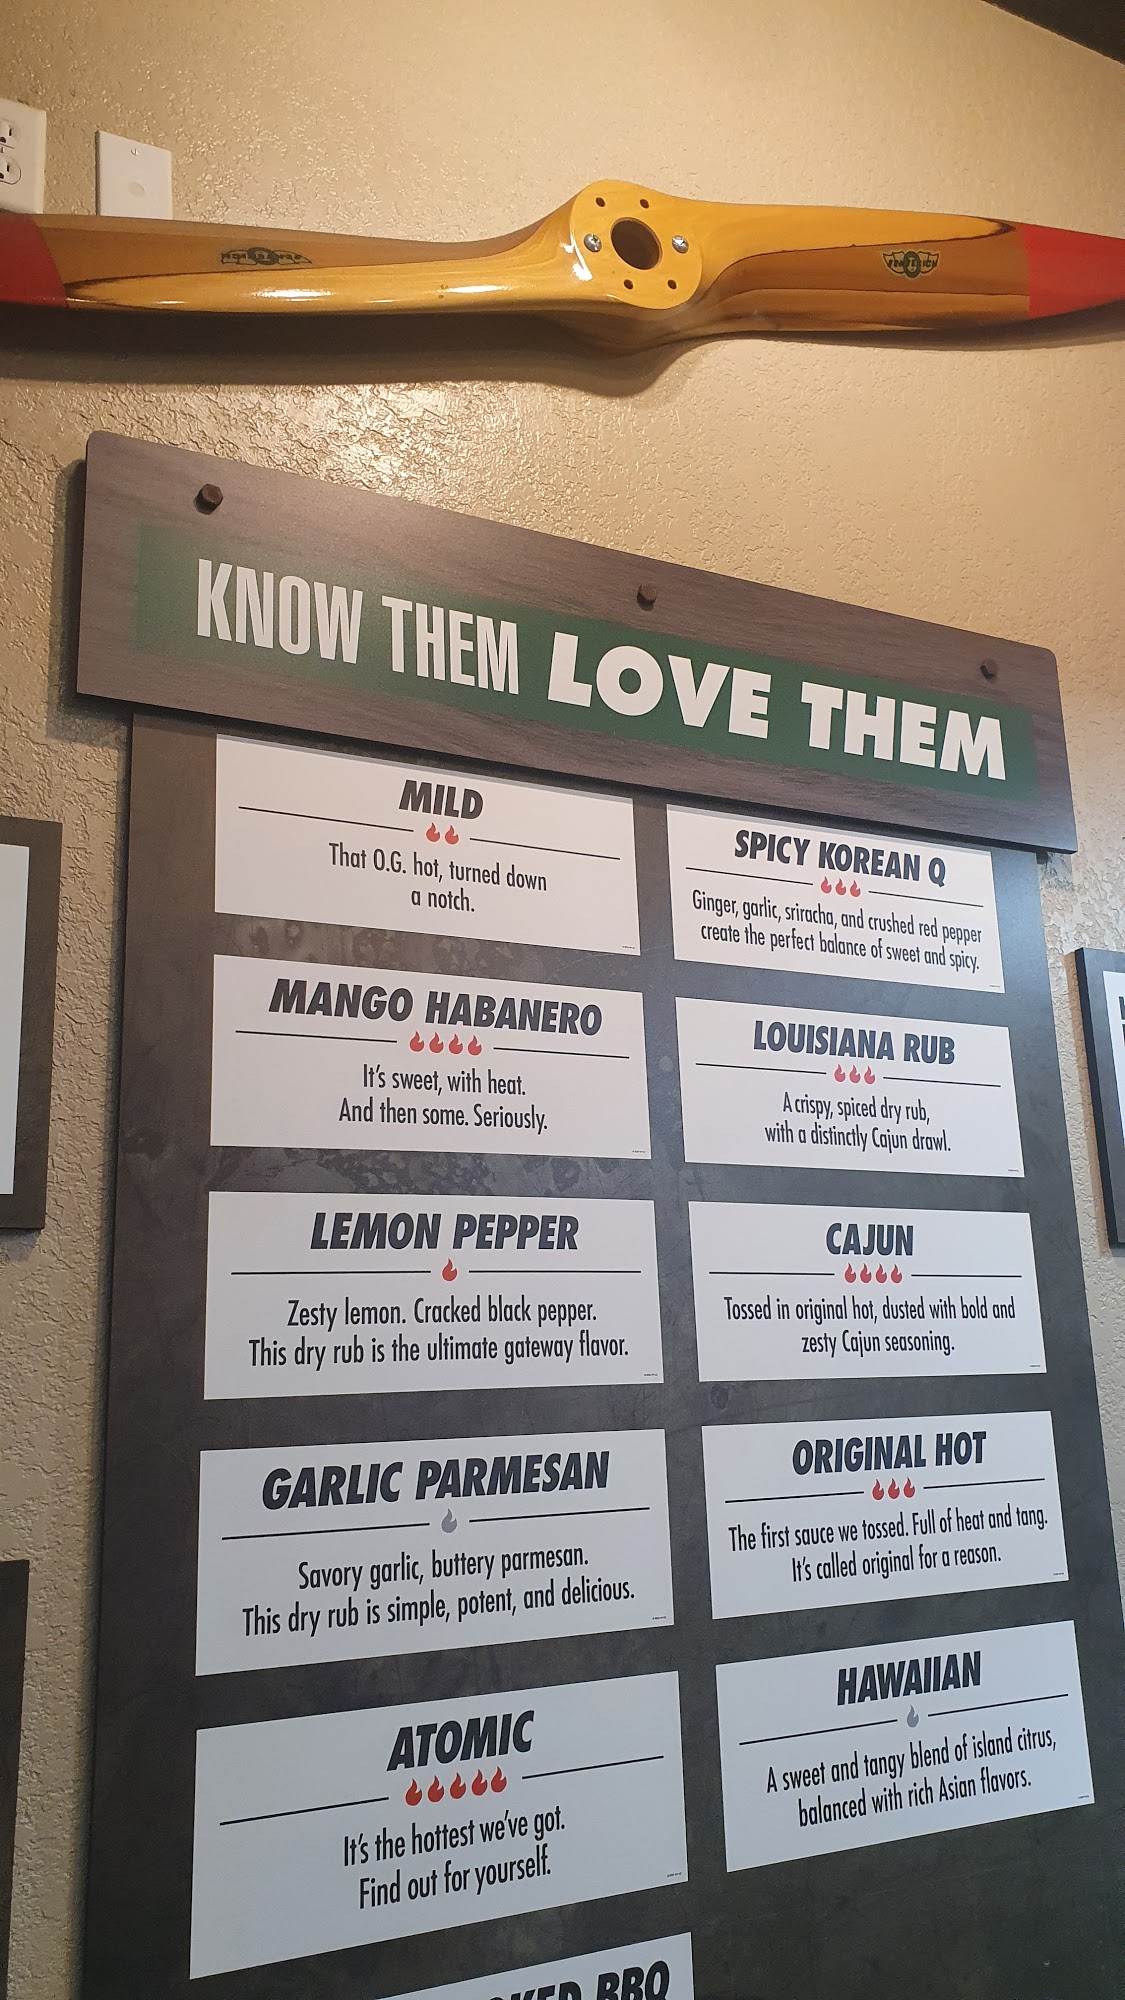 KNOW THEM LOVE THEM
MILD
That O.G. hot, turned down
a notch.
MANGO HABANERO
It's sweet, with heat.
And then some. Seriously.
LEMON PEPPER
Zesty lemon. Cracked black pepper.
This dry rub is the ultimate gateway flavor.
GARLIC PARMESAN
Savory garlic, buttery parmesan.
This dry rub is simple, potent, and delicious.
ATOMIC
It's the hottest we've got.
Find out for yourself.
BBQ
SPICY KOREAN Q
Ginger, garlic, sriracha, and crushed red pepper
create the perfect balance of sweet and spicy.
LOUISIANA RUB
A crispy, spiced dry rub,
with a distinctly Cajun drawl.
CAJUN
Tossed in original hot, dusted with bold and
zesty Cajun seasoning.
ORIGINAL HOT
The first sauce we tossed. Full of heat and tang.
It's called original for a reason.
HAWAIIAN
A sweet and tangy blend of island citrus,
balanced with rich Asian flavors.